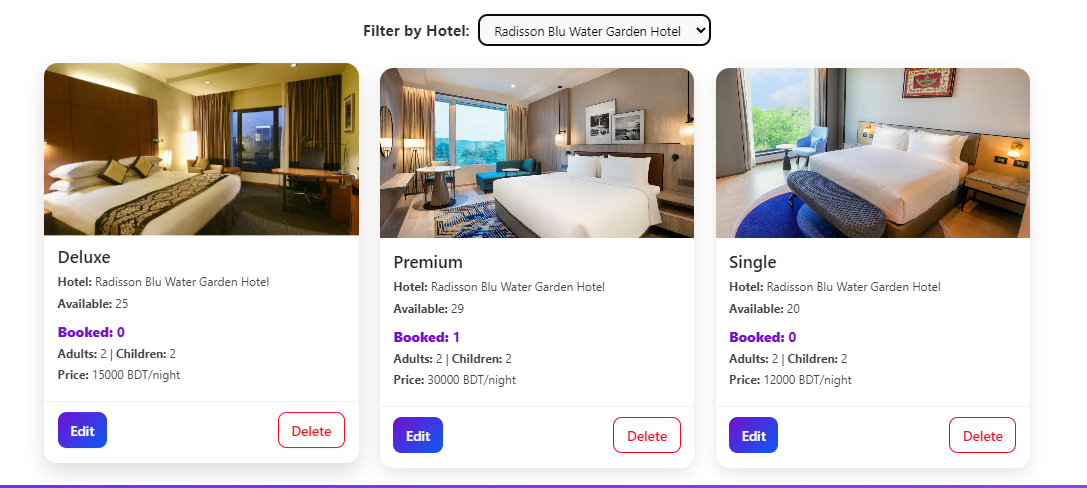 Filter by Hotel: Radisson Blu Water Garden Hotel
Deluxe
Hotel: Radisson Blu Water Garden Hotel
Available: 25
Booked: 0
Adults: 2 | Children: 2
Price: 15000 BDT/night
Edit
Delete
Premium
Hotel: Radisson Blu Water Garden Hotel
Available: 29
Booked: 1
Adults: 2 | Children: 2
Price: 30000 BDT/night
Edit
Delete
Single
Hotel: Radisson Blu Water Garden Hotel
Available: 20
Booked: 0
Adults: 2 | Children: 2
Price: 12000 BDT/night
Edit
Delete